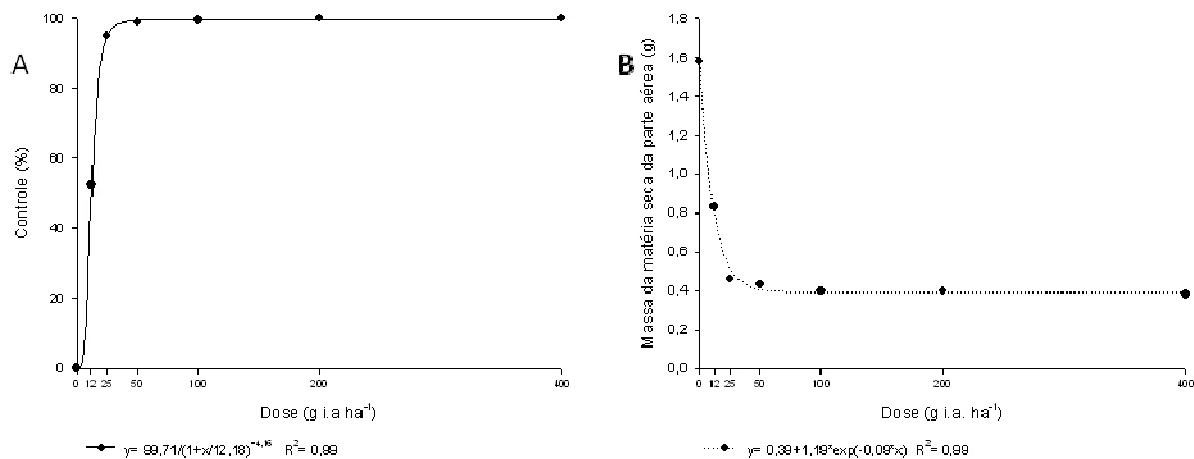 A
Controle (%)
100
80
60
40
20
0
0 12 25 50 100 200 400
Dose (g i.a ha-1)
y= 99,71/(1+x/12,18)-4,16 R2= 0,99
B
Massa da matéria seca da parte aérea (g)
1,8
1,6
1,4
1,2
1,0
0,8
0,6
0,4
0,2
0,0
0 12 25 50 100 200 400
Dose (g i.a. ha-1)
y= 0,39+1,19*exp(-0,09*x) R2= 0,99